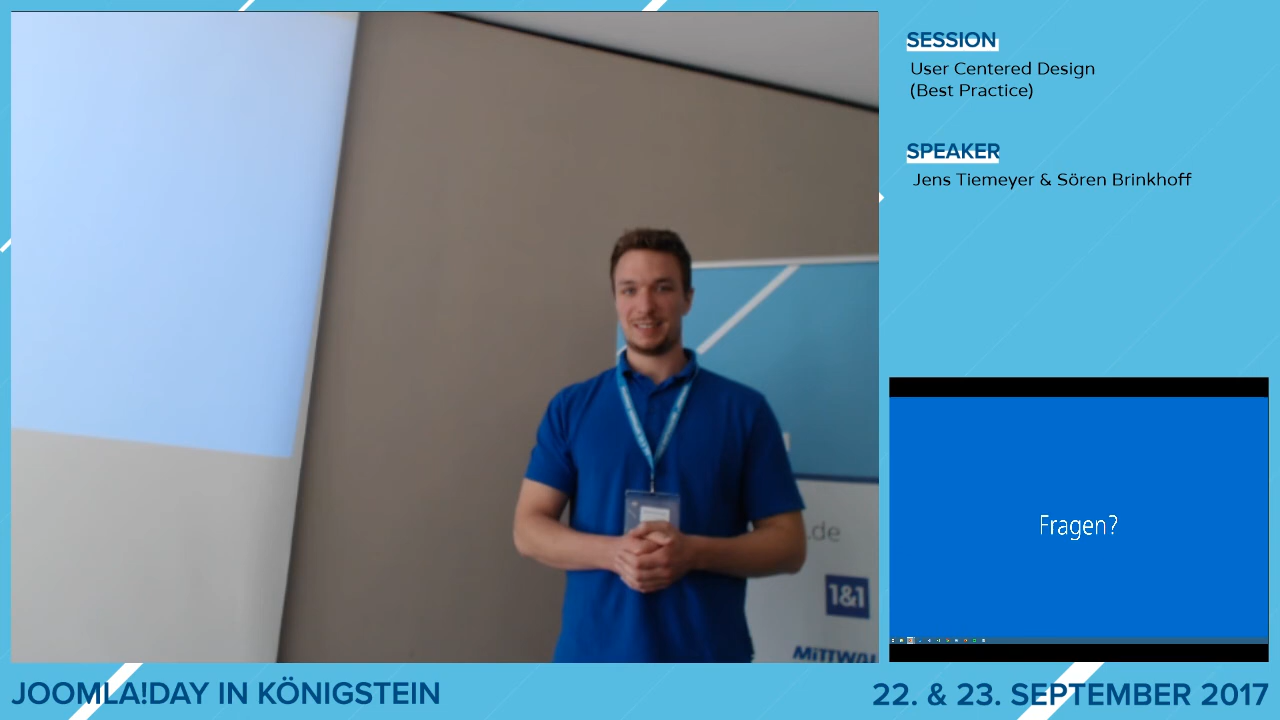 SESSION
User Centered Design
(Best Practice)
SPEAKER
Jens Tiemeyer & Sören Brinkhoff
.de
1&1
Fragen?
JOOMLA!DAY IN KÖNIGSTEIN
22. & 23. SEPTEMBER 2017